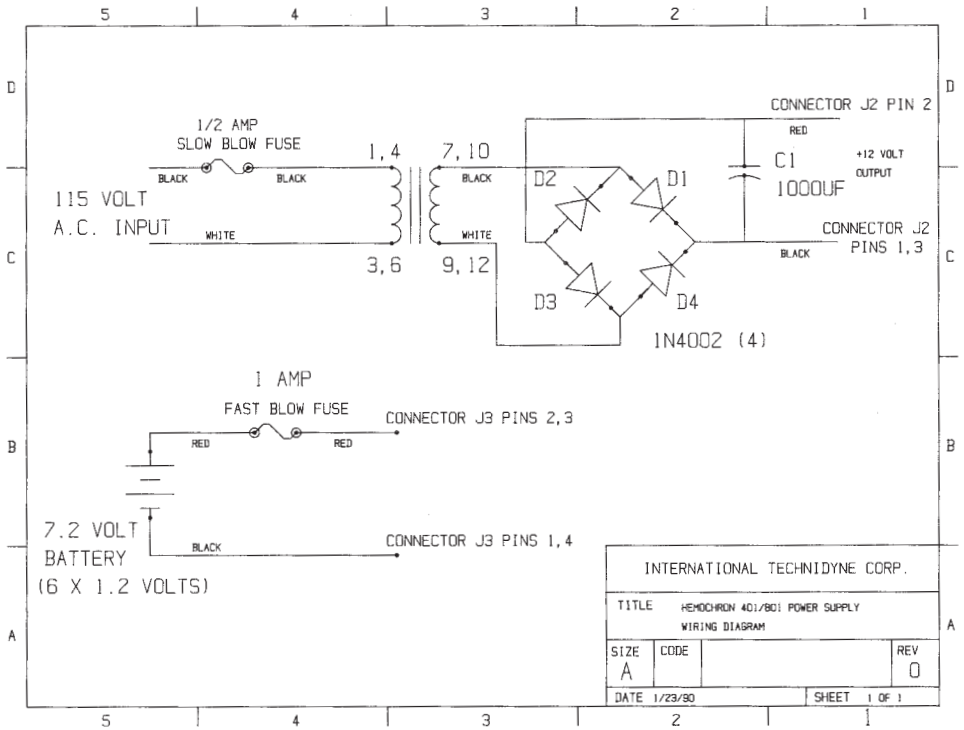 5 4 3 2 1
D D
CONNECTOR J2 PIN 2
RED
1/2 AMP
SLOW BLOW FUSE
1,4 7,10
C1
1000UF
+12 VOLT
OUTPUT
BLACK BLACK BLACK
D2 D1
115 VOLT
A.C. INPUT
WHITE WHITE
CONNECTOR J2
PINS 1,3
BLACK
C C
3,6 9,12
D3 D4
1N4002 (4)
1 AMP
FAST BLOW FUSE
CONNECTOR J3 PINS 2,3
RED RED
B B
7.2 VOLT
BATTERY
(6 X 1.2 VOLTS)
BLACK
CONNECTOR J3 PINS 1,4
INTERNATIONAL TECHNIDYNE CORP.
TITLE HEMOCHRON 401/801 POWER SUPPLY
WIRING DIAGRAM
A A
SIZE CODE REV
A 0
DATE 1/23/90 SHEET 1 OF 1
5 4 3 2 1